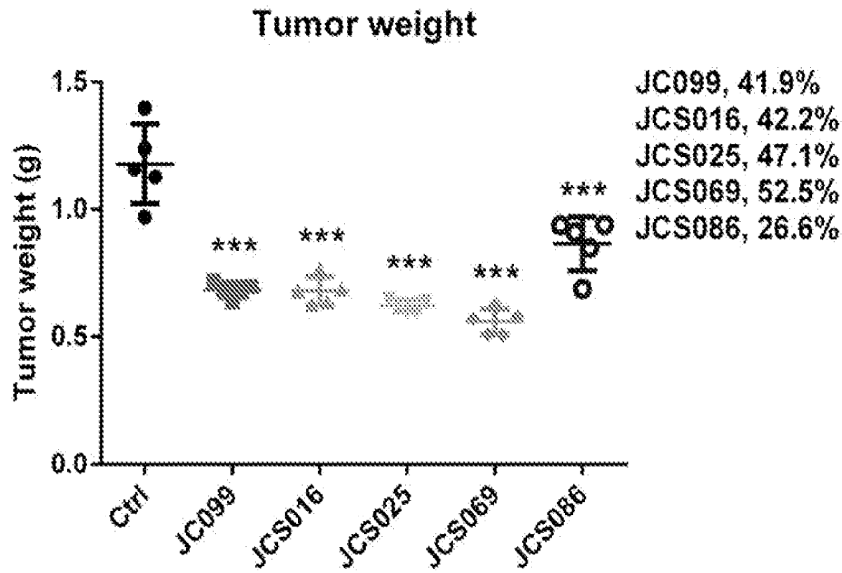 Tumor weight
1.5
1.0
0.5
0.0
Tumor weight (g)
***
***
***
***
***
Ctrl
JC099
JCS016
JCS025
JCS069
JCS086
JC099, 41.9%
JCS016, 42.2%
JCS025, 47.1%
JCS069, 52.5%
JCS086, 26.6%